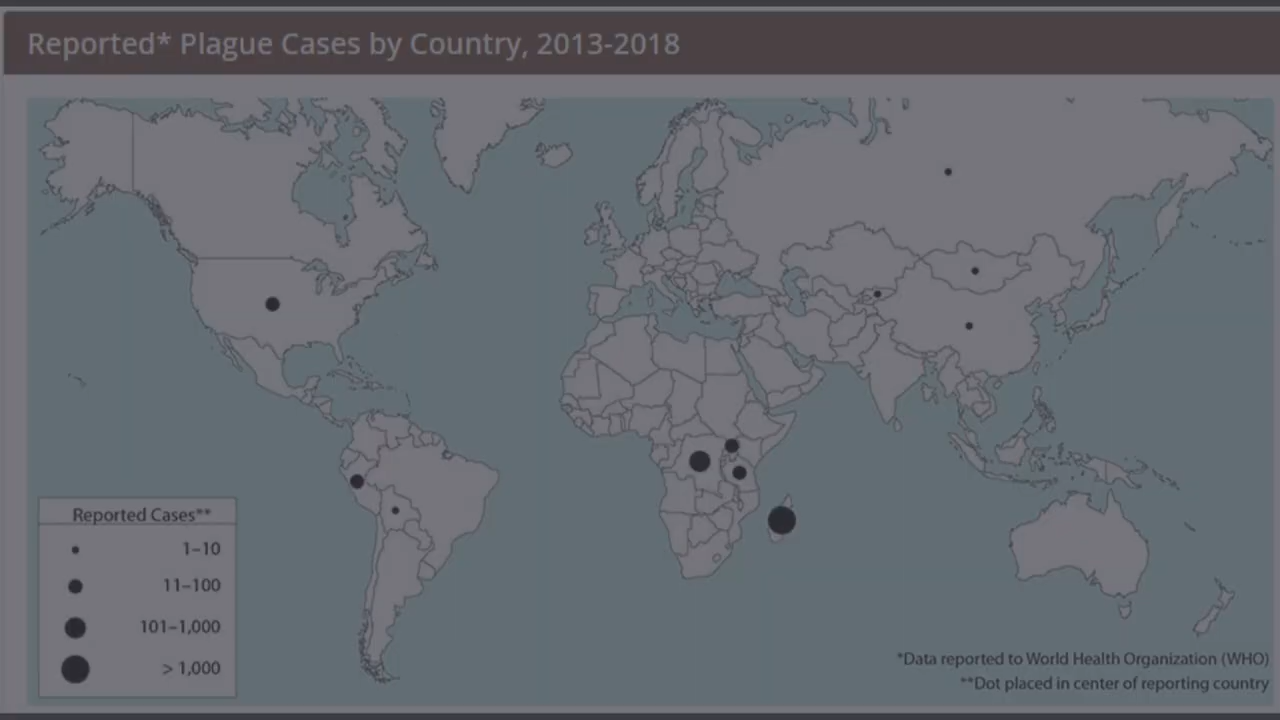 Reported* Plague Cases by Country, 2013-2018
Reported Cases**
1–10
11–100
101–1,000
> 1,000
*Data reported to World Health Organization (WHO)
**Dot placed in center of reporting country